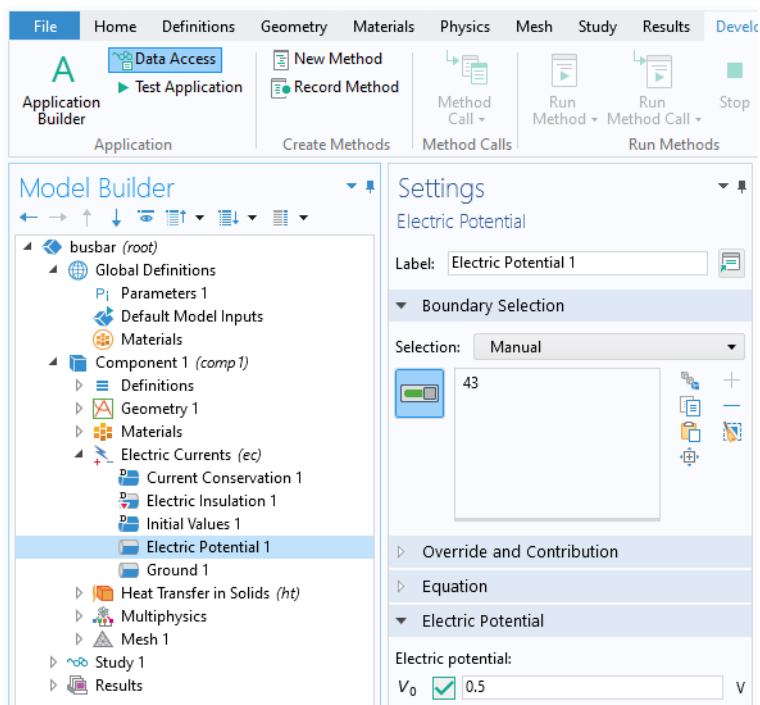 File Home Definitions Geometry Materials Physics Mesh Study Results Develo
Application Builder
Data Access
Test Application
Application
New Method
Record Method
Create Methods
Method Call
Method Calls
Run Method
Run Method Call
Stop
Run Methods
Model Builder
busbar (root)
Global Definitions
Pi Parameters 1
Default Model Inputs
Materials
Component 1 (comp1)
Definitions
Geometry 1
Materials
Electric Currents (ec)
D Current Conservation 1
D Electric Insulation 1
D Initial Values 1
Electric Potential 1
Ground 1
Heat Transfer in Solids (ht)
Multiphysics
Mesh 1
Study 1
Results
Settings
Electric Potential
Label: Electric Potential 1
Boundary Selection
Selection: Manual
43
Override and Contribution
Equation
Electric Potential
Electric potential:
V₀ 0.5 V